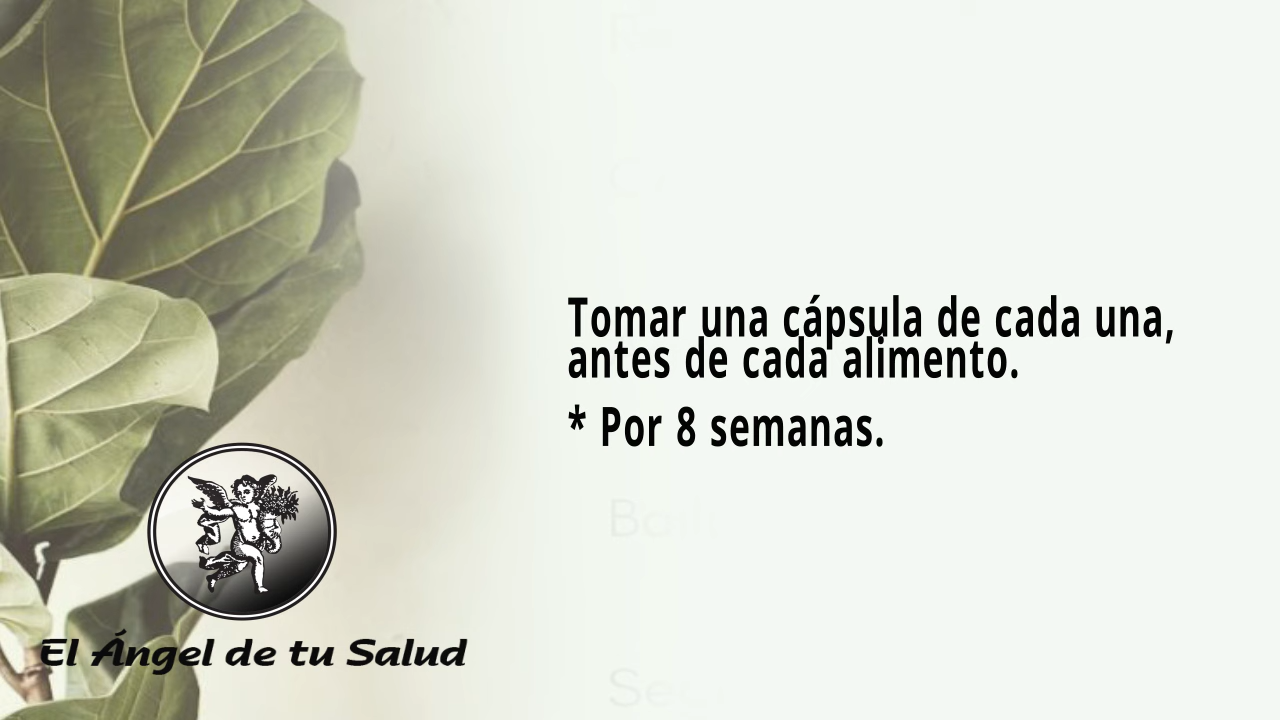 Tomar una cápsula de cada una,
antes de cada alimento.
* Por 8 semanas.
El Ángel de tu Salud